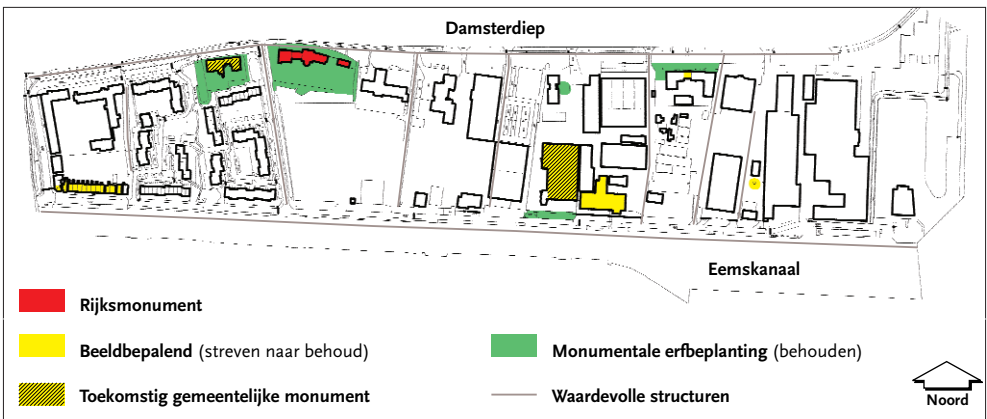 Damsterdiep
Eemskanaal
Rijksmonument
Beeldbepalend (streven naar behoud)
Monumentale erfbeplanting (behouden)
Toekomstig gemeentelijke monument
Waardevolle structuren
Noord